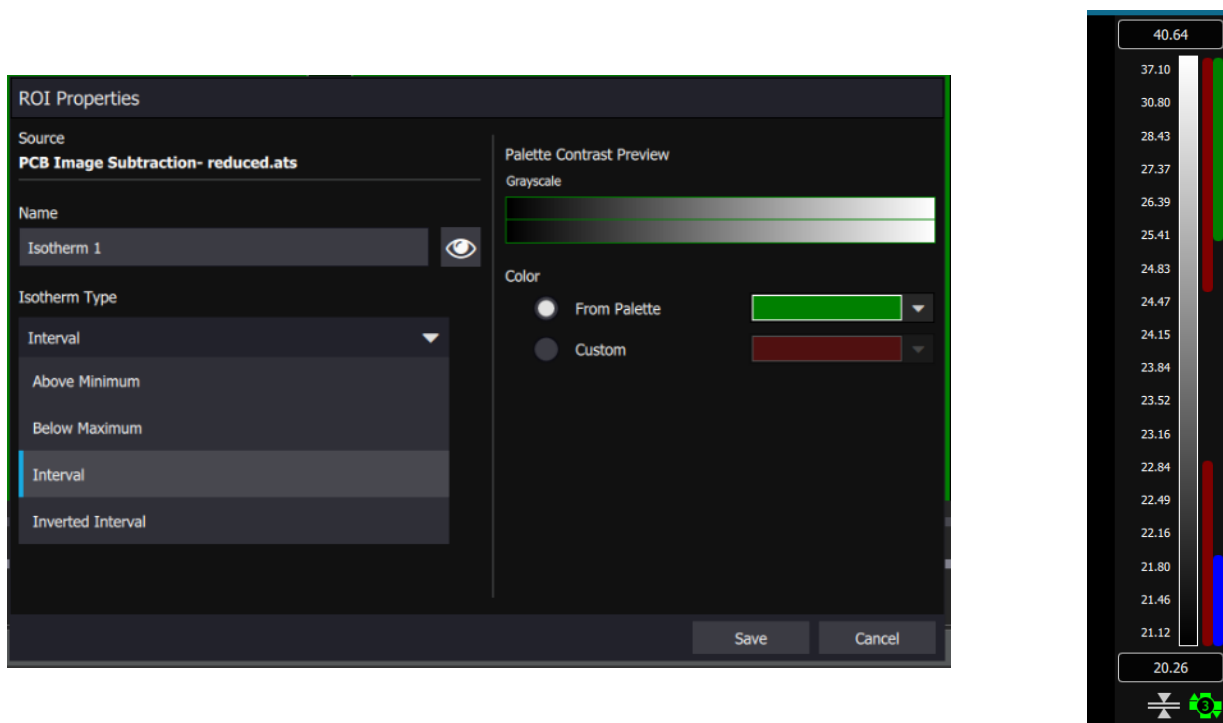 ROI Properties
Source
PCB Image Subtraction- reduced.ats
Name
Isotherm 1
Isotherm Type
Interval
Above Minimum
Below Maximum
Interval
Inverted Interval
Palette Contrast Preview
Grayscale
Color
From Palette
Custom
Save
Cancel
40.64
37.10
30.80
28.43
27.37
26.39
25.41
24.83
24.47
24.15
23.84
23.52
23.16
22.84
22.49
22.16
21.80
21.46
21.12
20.26
3